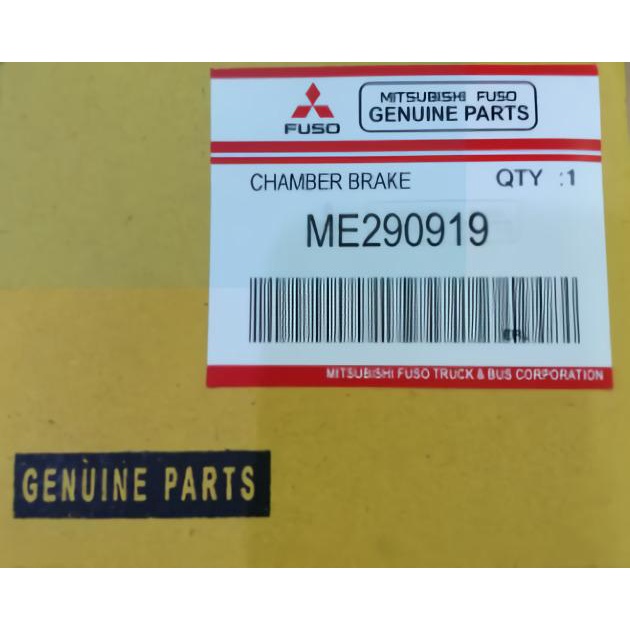 FUSO
MITSUBISHI FUSO
GENUINE PARTS
CHAMBER BRAKE QTY :1
ME290919
MITSUBISHI FUSO TRUCK & BUS CORPORATION
GENUINE PARTS